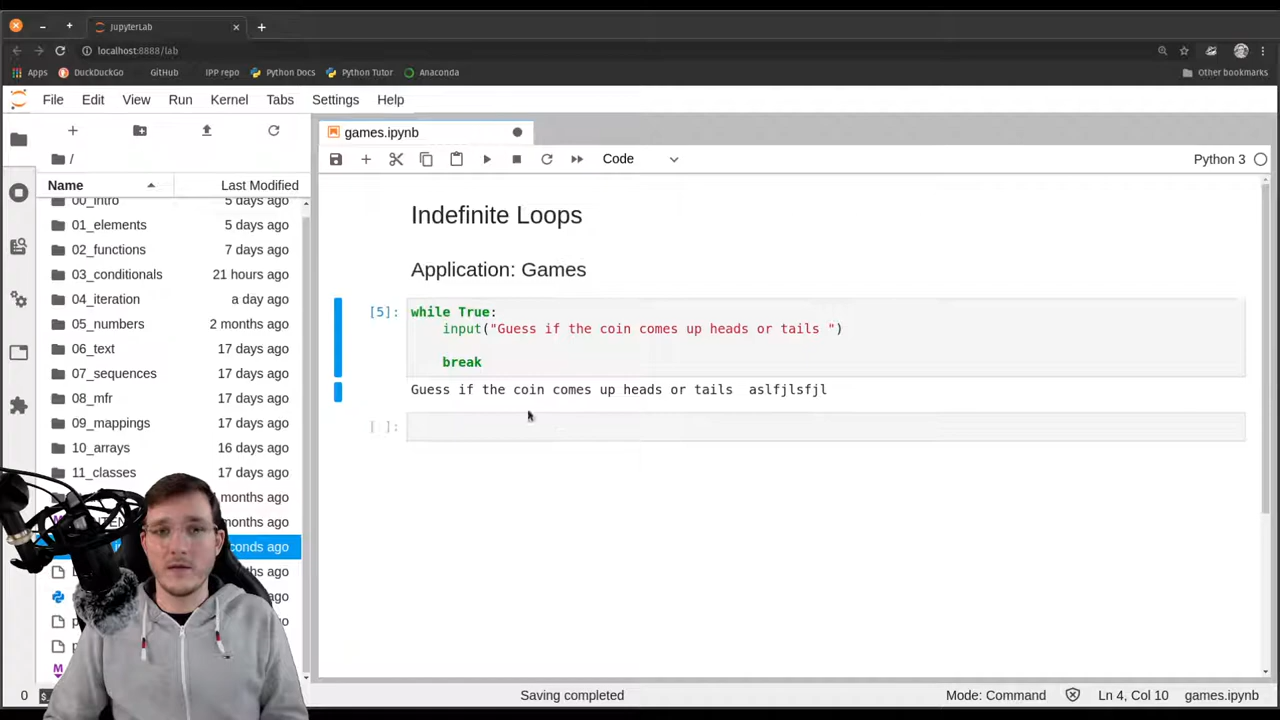 JupyterLab
localhost:8888/lab
Apps DuckDuckGo GitHub IPP repo Python Docs Python Tutor Anaconda Other bookmarks
File Edit View Run Kernel Tabs Settings Help
games.ipynb
/
Code Python 3
Name Last Modified
00_intro 5 days ago
01_elements 5 days ago
02_functions 7 days ago
03_conditionals 21 hours ago
04_iteration a day ago
05_numbers 2 months ago
06_text 17 days ago
07_sequences 17 days ago
08_mfr 17 days ago
09_mappings 17 days ago
10_arrays 16 days ago
11_classes 17 days ago
months ago
months ago
conds ago
ths ago
ago
ago
ago
Indefinite Loops
Application: Games
[5]: while True:
input("Guess if the coin comes up heads or tails ")
break
Guess if the coin comes up heads or tails aslfjlsfjl
[ ]:
0 Saving completed Mode: Command Ln 4, Col 10 games.ipynb